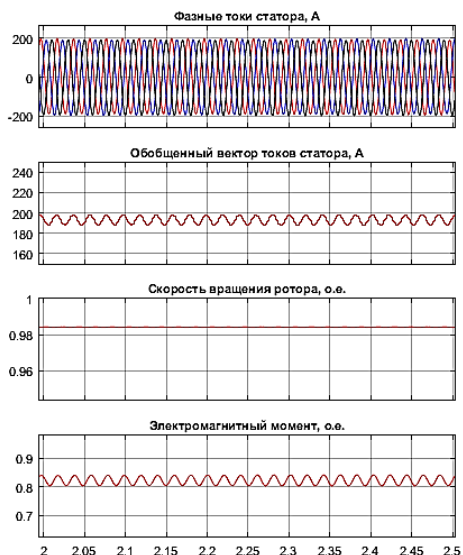 Фазные токи статора, А
200
0
-200
Обобщенный вектор токов статора, А
240
220
200
180
160
Скорость вращения ротора, о.е.
1
0.98
0.96
Электромагнитный момент, о.е.
0.9
0.8
0.7
2 2.05 2.1 2.15 2.2 2.25 2.3 2.35 2.4 2.45 2.5